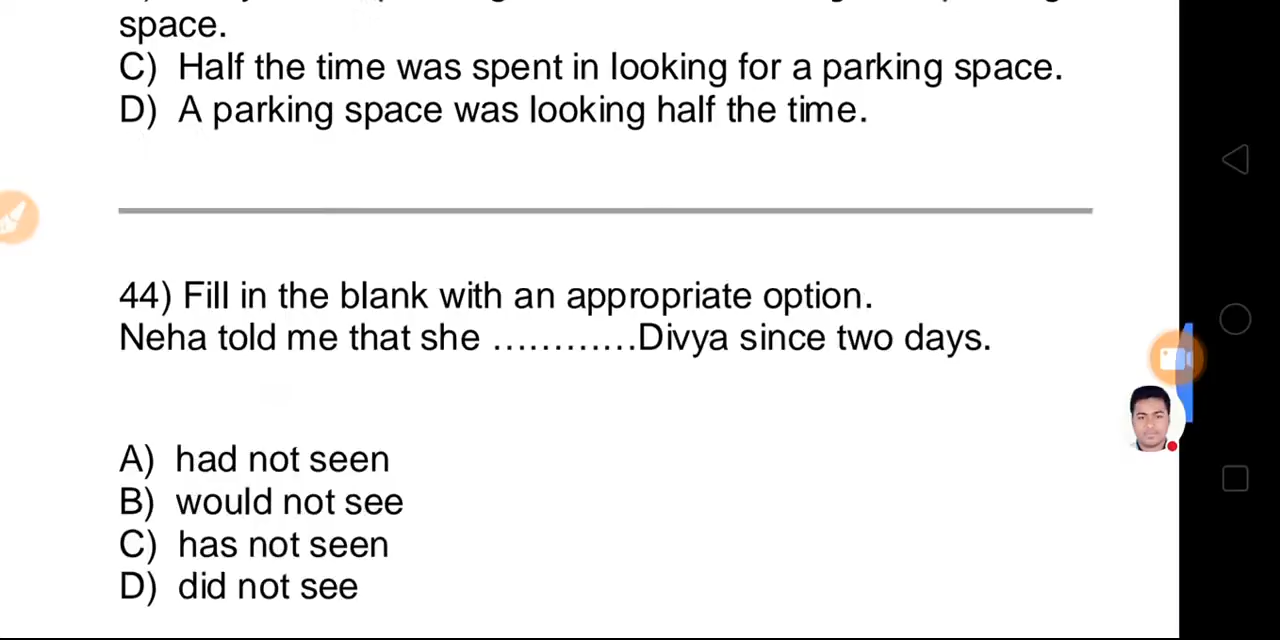 space.
C) Half the time was spent in looking for a parking space.
D) A parking space was looking half the time.
44) Fill in the blank with an appropriate option.
Neha told me that she ............Divya since two days.
A) had not seen
B) would not see
C) has not seen
D) did not see